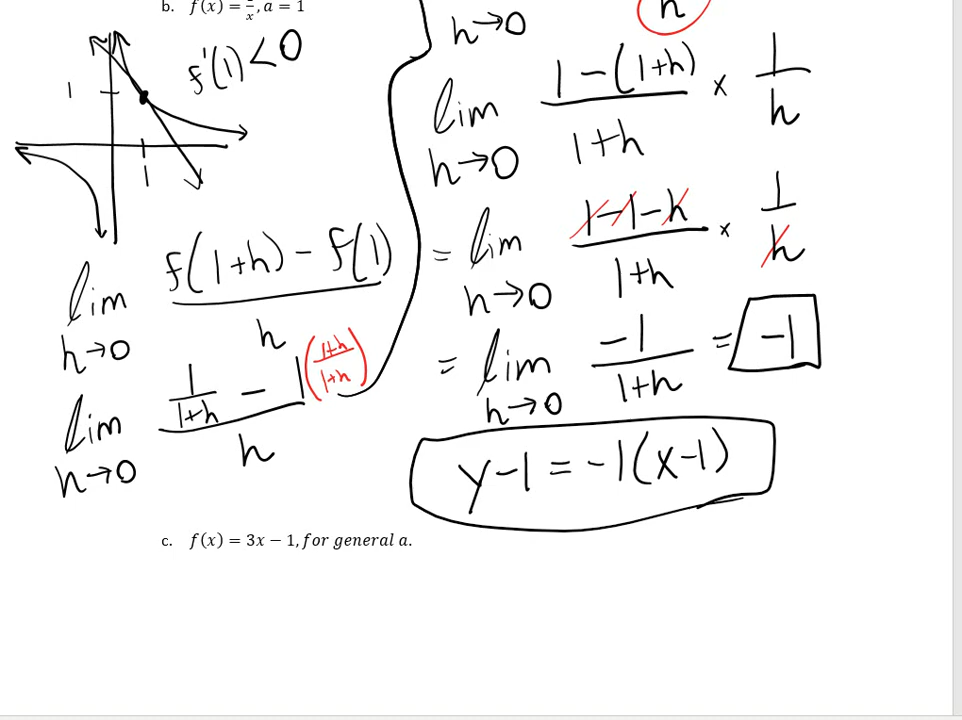 b. f(x) = 1/x, a = 1
f'(1) < 0
1
1
lim h→0 f(1+h) - f(1) / h
lim h→0 1/(1+h) - 1((1+h)/(1+h)) / h
h→0 h
lim h→0 1-(1+h) / 1+h x 1/h
= lim h→0 1-1-h / 1+h x 1/h
= lim h→0 -1 / 1+h = -1
y-1 = -1(x-1)
c. f(x) = 3x − 1, for general a.